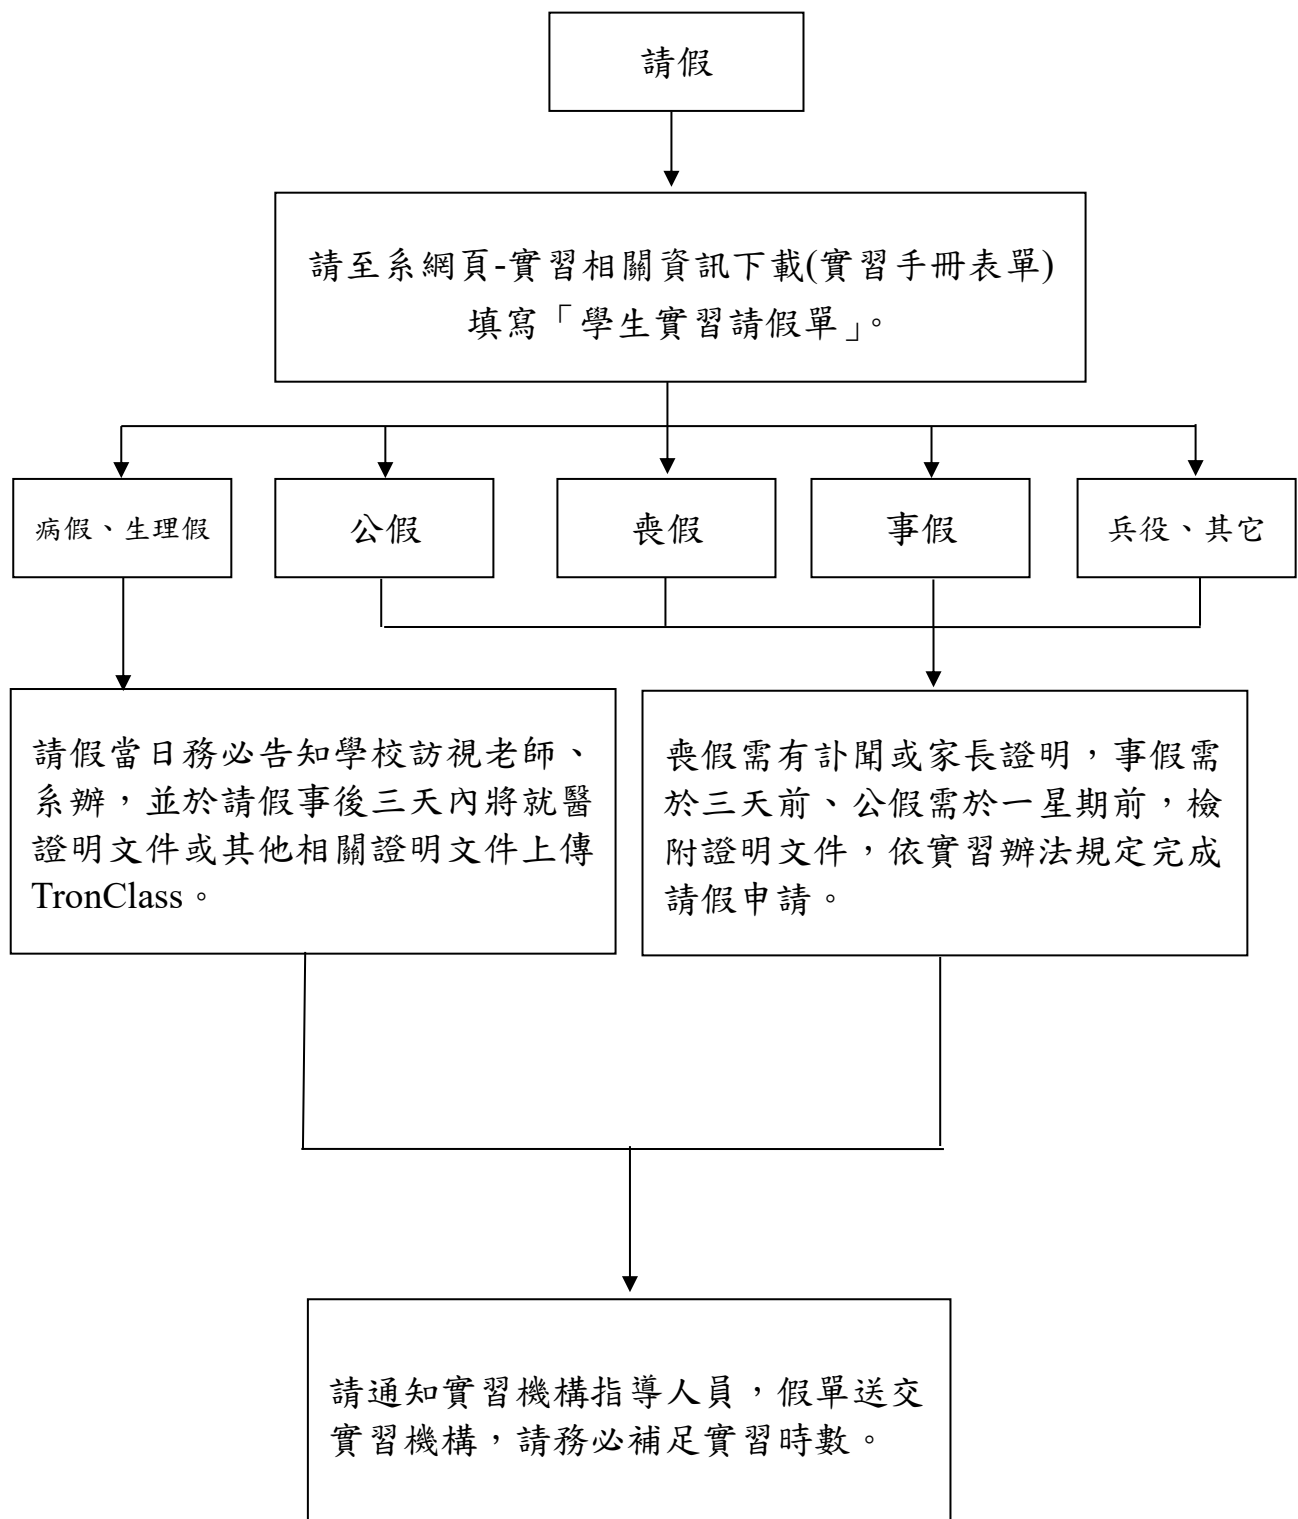 請假
請至系網頁-實習相關資訊下載(實習手冊表單)
填寫「學生實習請假單」。
病假、生理假
公假
喪假
事假
兵役、其它
請假當日務必告知學校訪視老師、
系辦，並於請假事後三天內將就醫
證明文件或其他相關證明文件上傳
TronClass。
喪假需有訃聞或家長證明，事假需
於三天前、公假需於一星期前，檢
附證明文件，依實習辦法規定完成
請假申請。
請通知實習機構指導人員，假單送交
實習機構，請務必補足實習時數。